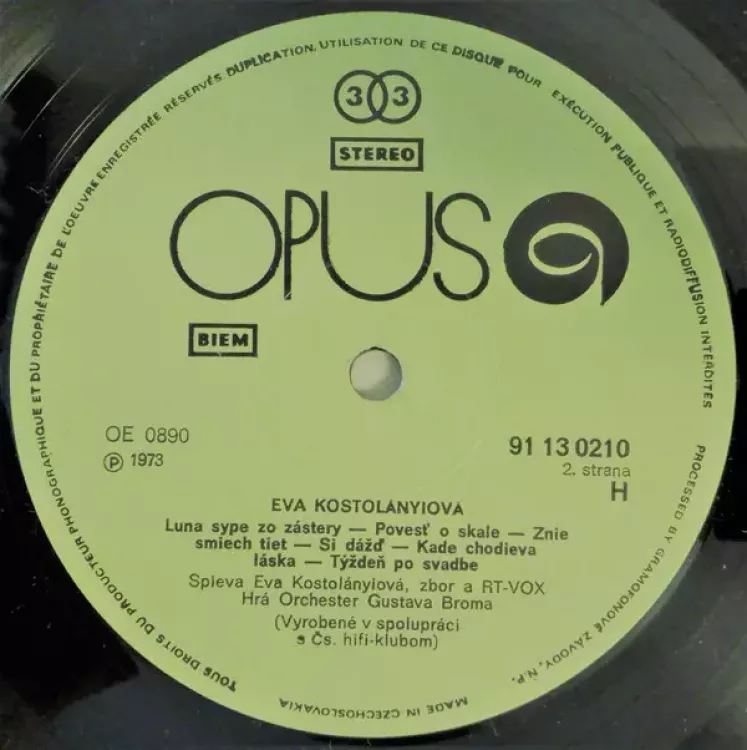 TOUS DROITS DU PRODUCTEUR PHONOGRAPHIQUE ET DU PROPRIÉTAIRE DE L'OEUVRE ENREGISTRÉE RÉSERVÉS. DUPLICATION, UTILISATION DE CE DISQUE POUR EXÉCUTION PUBLIQUE ET RADIODIFFUSION INTERDITES
33
STEREO
OPUS
BIEM
OE 0890
91 13 0210
Ⓟ 1973
2. strana
H
EVA KOSTOLÁNYIOVÁ
Luna sype zo zástery — Povesť o skale — Znie
smiech tiet — Si dážď — Kade chodieva
láska — Týždeň po svadbe
Spieva Eva Kostolányiová, zbor a RT-VOX
Hrá Orchester Gustava Broma
(Vyrobené v spolupráci
s Čs. hifi-klubom)
PROCESSED BY GRAMOFONOVÉ ZÁVODY, N.P.
MADE IN CZECHOSLOVAKIA